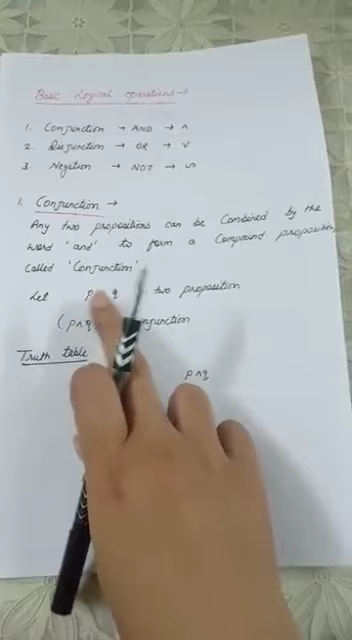 Basic Logical operations →
1. Conjunction → AND → ∧
2. Disjunction → OR → ∨
3. Negation → NOT → ∽
1. Conjunction →
Any two propositions can be Combined by the
word 'and' to form a Compound proposition
Called 'Conjunction'
Let p q two proposition
(p∧q
Truth table
p∧q